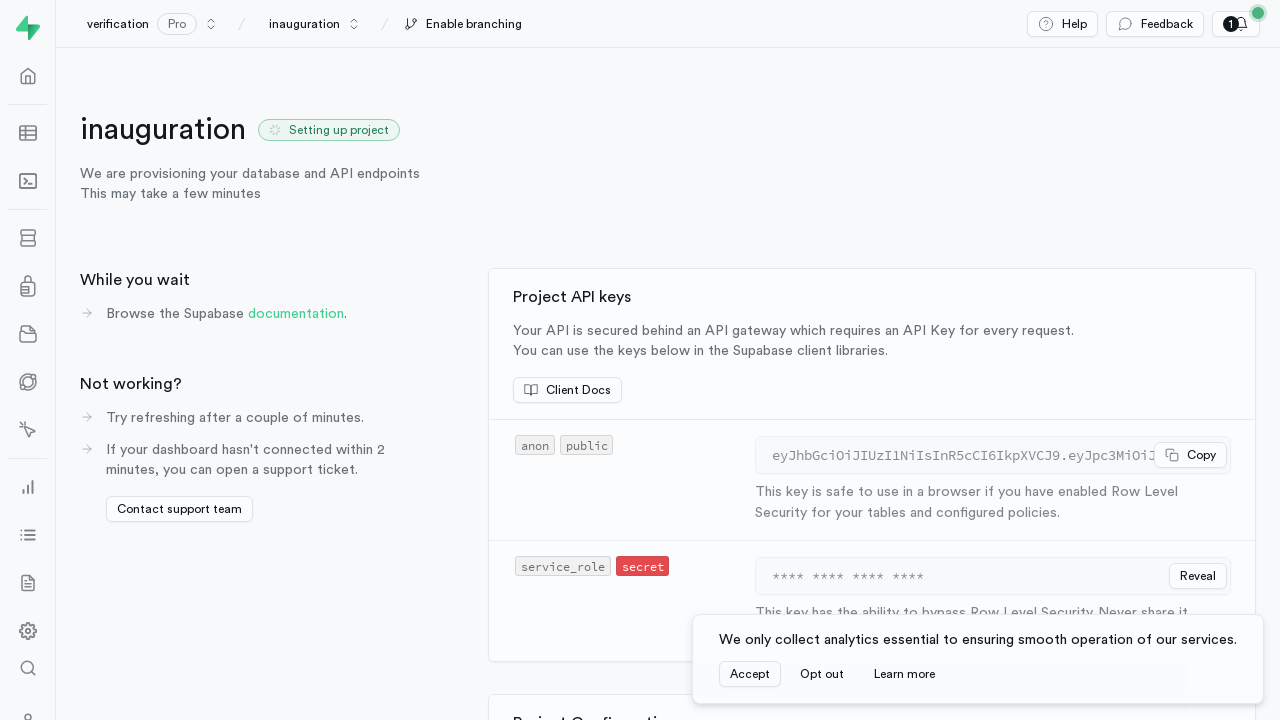 verification Pro / inauguration / Enable branching Help Feedback 1
inauguration Setting up project
We are provisioning your database and API endpoints
This may take a few minutes
While you wait
Browse the Supabase documentation.
Not working?
Try refreshing after a couple of minutes.
If your dashboard hasn't connected within 2
minutes, you can open a support ticket.
Contact support team
Project API keys
Your API is secured behind an API gateway which requires an API Key for every request.
You can use the keys below in the Supabase client libraries.
Client Docs
anon public
eyJhbGciOiJIUzI1NiIsInR5cCI6IkpXVCJ9.eyJpc3MiOiJ Copy
This key is safe to use in a browser if you have enabled Row Level
Security for your tables and configured policies.
service_role secret
**** **** **** **** Reveal
This key has the ability to bypass Row Level Security. Never share it
We only collect analytics essential to ensuring smooth operation of our services.
Accept Opt out Learn more
Project Configuration